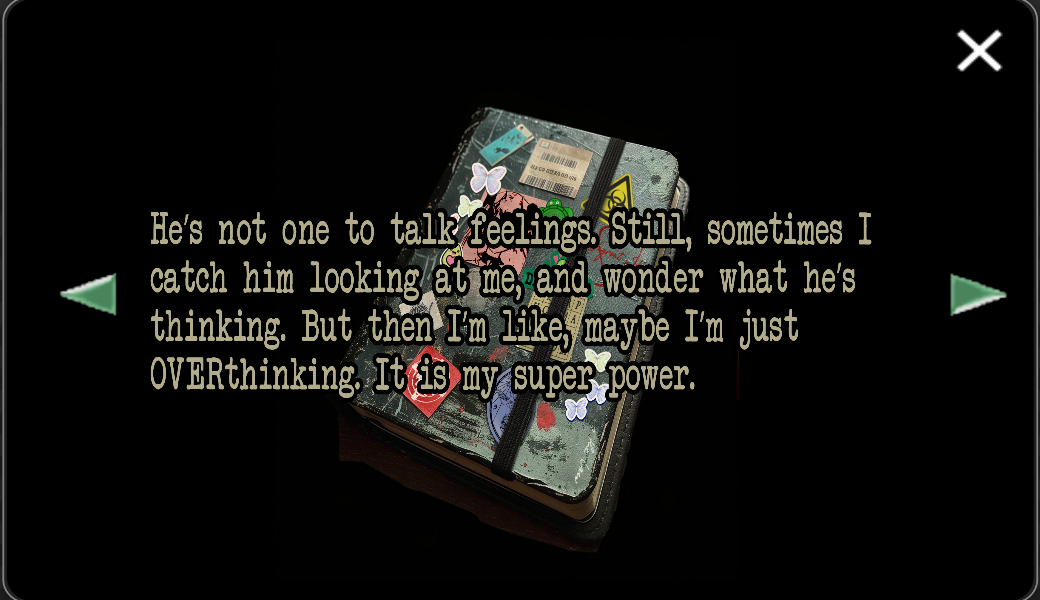 He's not one to talk feelings. Still, sometimes I
catch him looking at me, and wonder what he's
thinking. But then I'm like, maybe I'm just
OVERthinking. It is my super power.